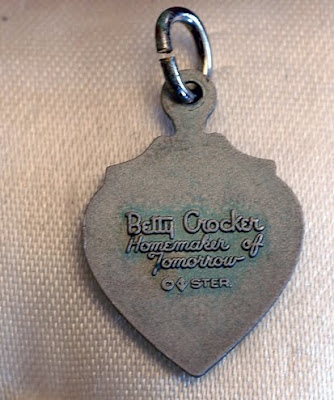 Betty Crocker
Homemaker of
Tomorrow
STER.